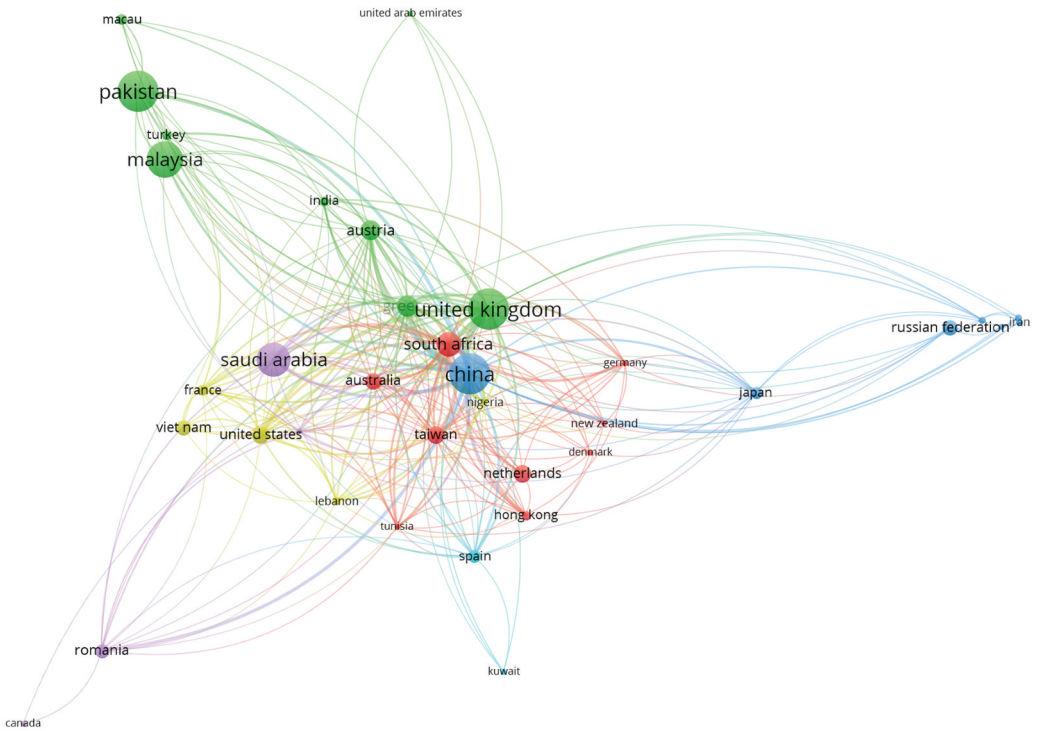 united arab emirates
macau
pakistan
turkey
malaysia
india
austria
united kingdom
russian federation
iran
south africa
saudi arabia
germany
china
australia
france
japan
nigeria
new zealand
viet nam
united states
taiwan
denmark
netherlands
lebanon
hong kong
tunisia
spain
romania
kuwait
canada